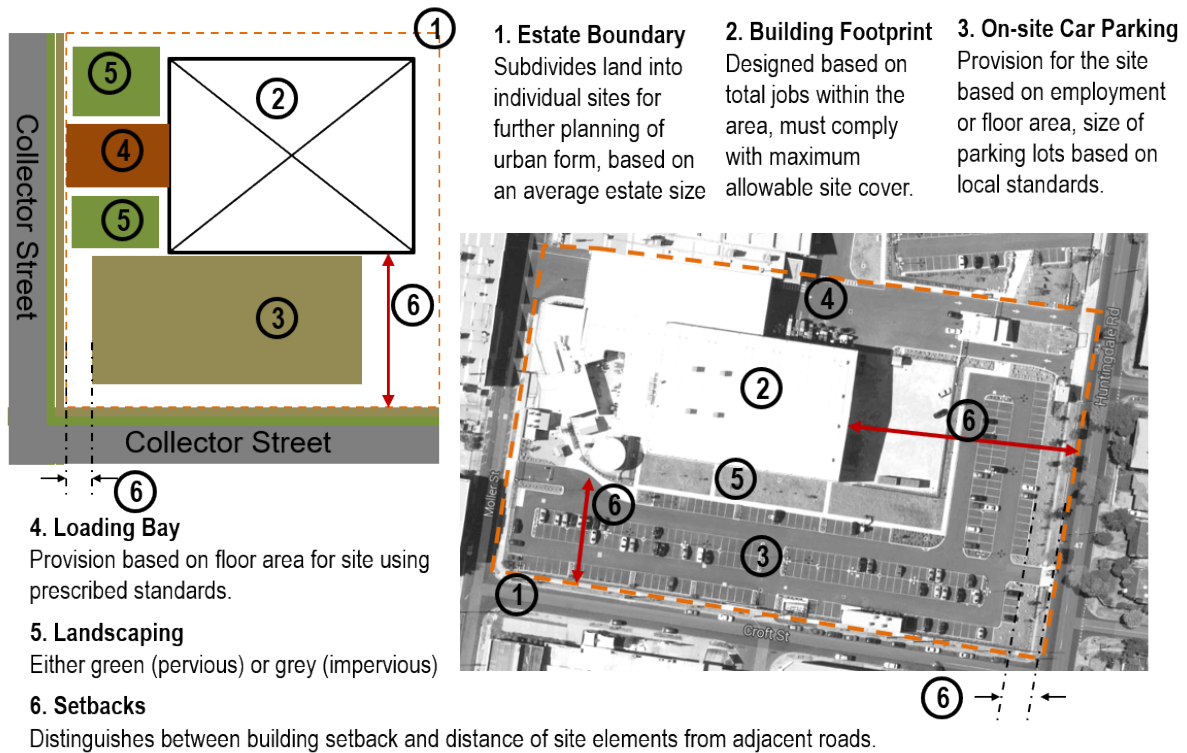 1
5
2
4
5
3
6
Collector Street
Collector Street
6
1. Estate Boundary
Subdivides land into
individual sites for
further planning of
urban form, based on
an average estate size
2. Building Footprint
Designed based on
total jobs within the
area, must comply
with maximum
allowable site cover.
3. On-site Car Parking
Provision for the site
based on employment
or floor area, size of
parking lots based on
local standards.
4
2
6
5
6
3
1
6
Huntingdale Rd
Moller St
Croft St
4. Loading Bay
Provision based on floor area for site using
prescribed standards.
5. Landscaping
Either green (pervious) or grey (impervious)
6. Setbacks
Distinguishes between building setback and distance of site elements from adjacent roads.